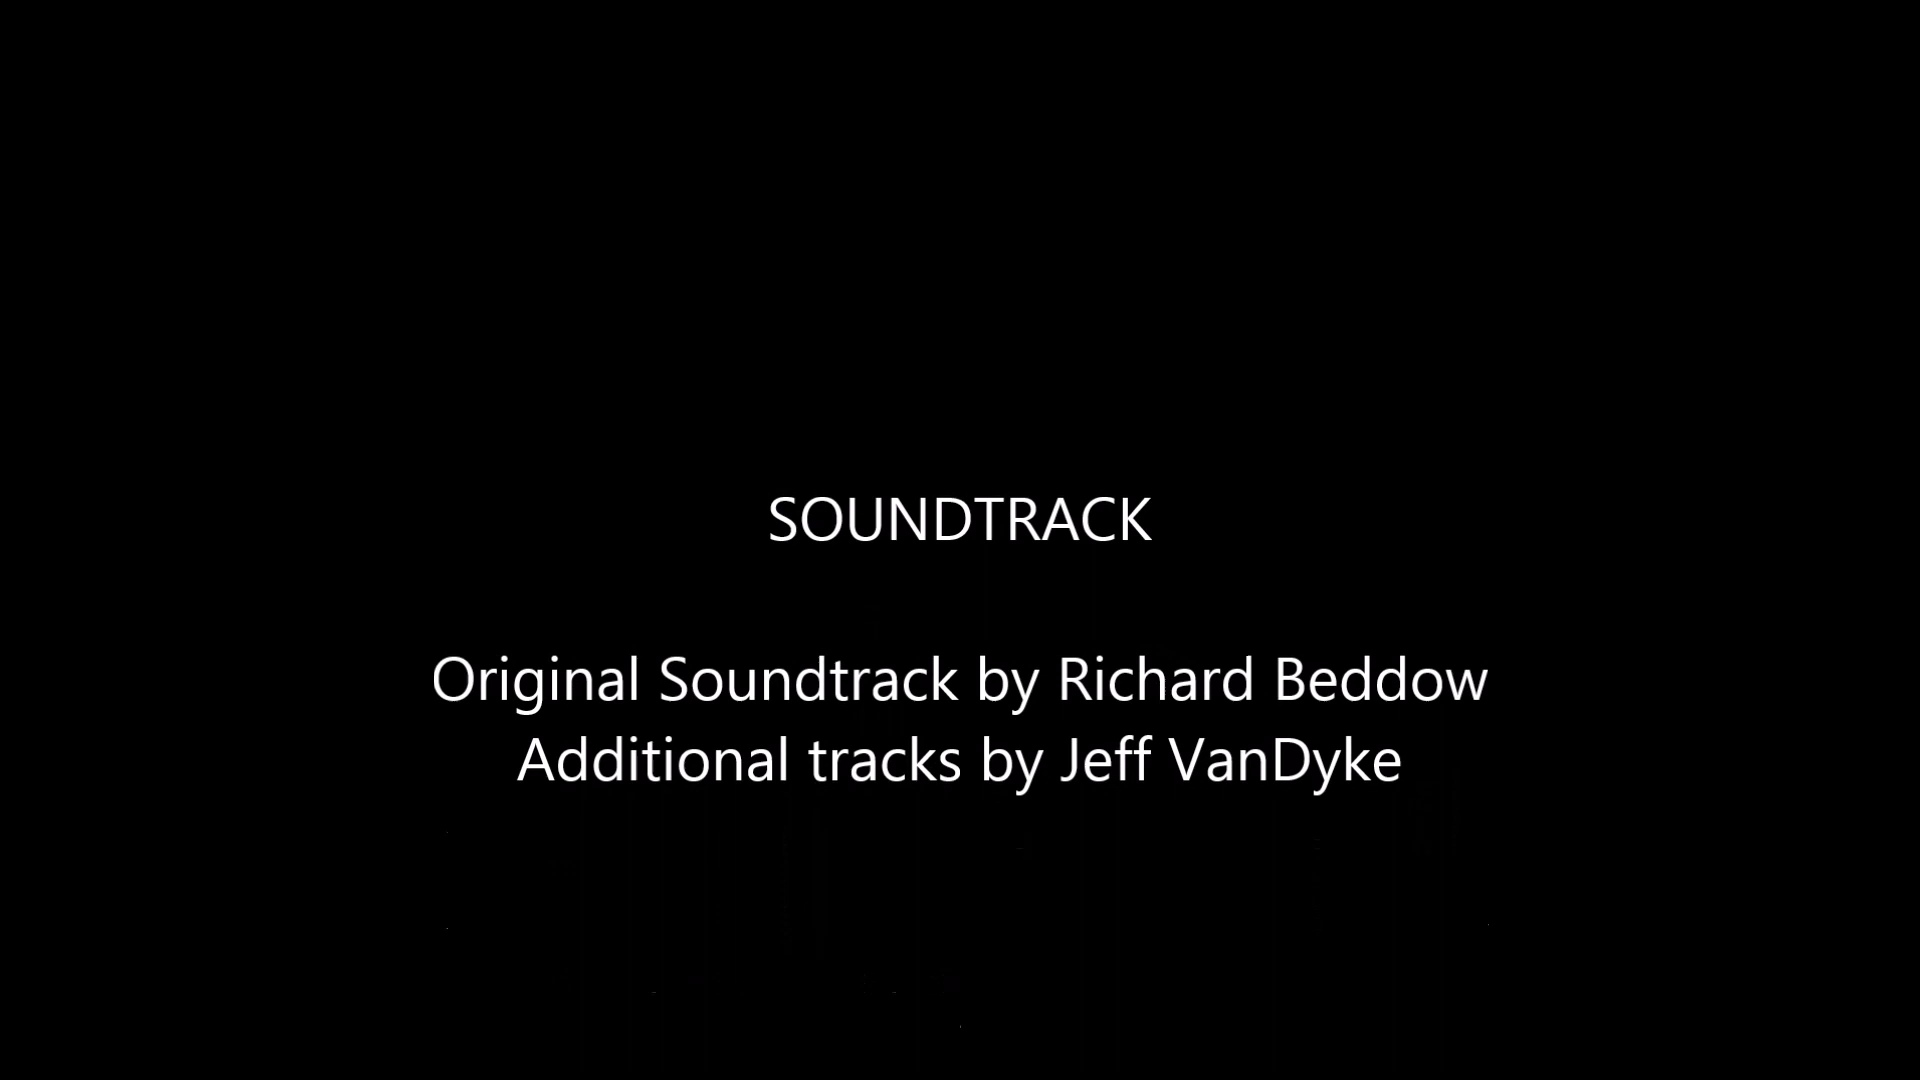 SOUNDTRACK
Original Soundtrack by Richard Beddow
Additional tracks by Jeff VanDyke